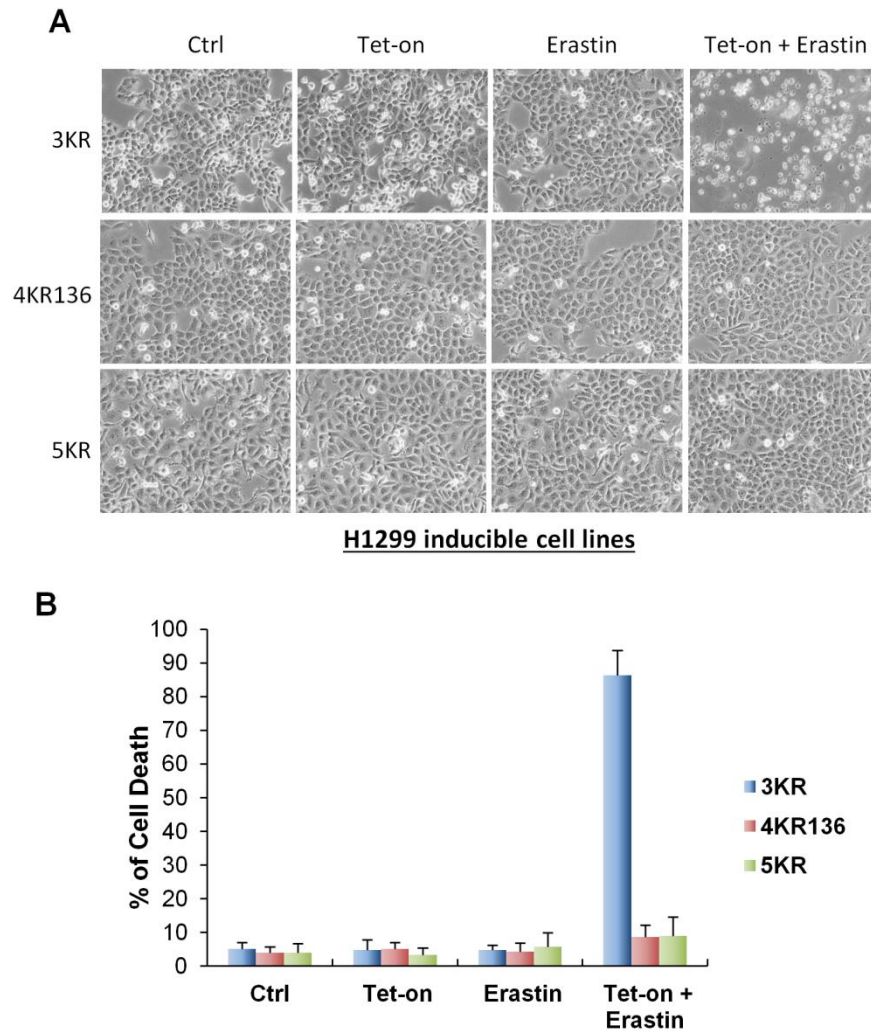 A
Ctrl Tet-on Erastin Tet-on + Erastin
3KR
4KR136
5KR
H1299 inducible cell lines
B
% of Cell Death
100
90
80
70
60
50
40
30
20
10
0
Ctrl Tet-on Erastin Tet-on +
Erastin
3KR
4KR136
5KR